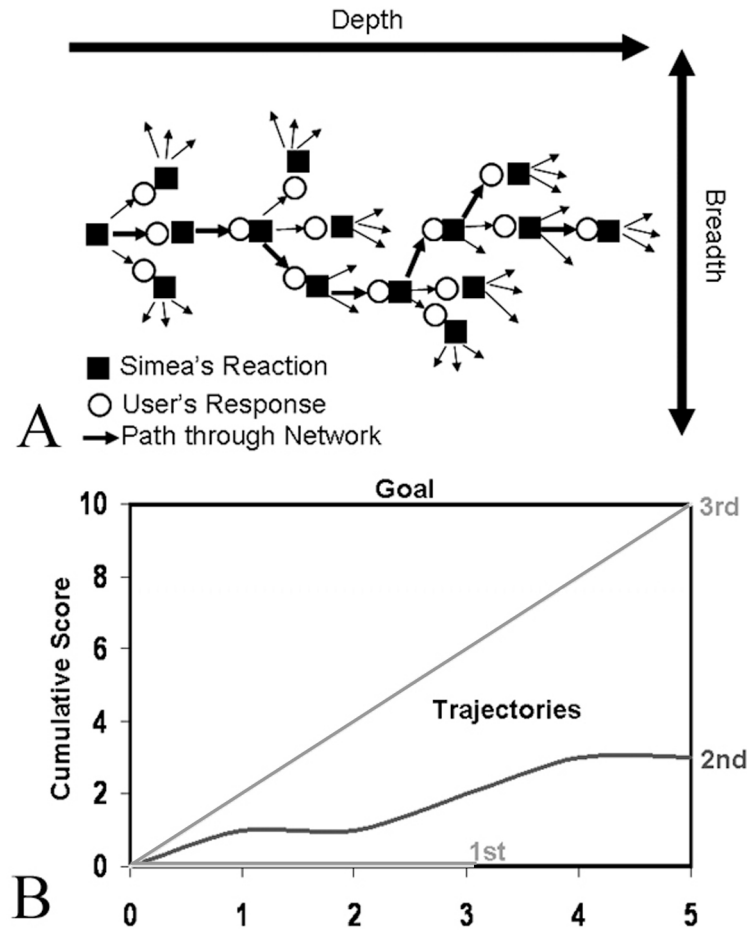 Depth
Breadth
Simea's Reaction
User's Response
Path through Network
A
Goal
10
8
6
4
2
0
Cumulative Score
3rd
Trajectories
2nd
1st
0 1 2 3 4 5
B